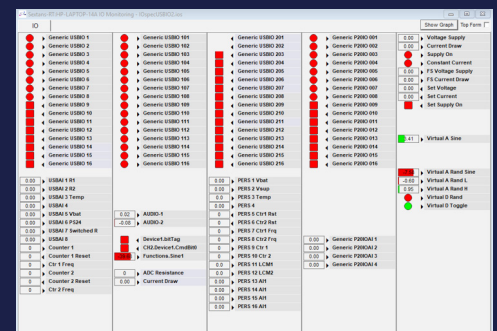 IO
Show Graph
Top Form
Generic USBIO 1
Generic USBIO 2
Generic USBIO 3
Generic USBIO 4
Generic USBIO 5
Generic USBIO 6
Generic USBIO 7
Generic USBIO 8
Generic USBIO 9
Generic USBIO 10
Generic USBIO 11
Generic USBIO 12
Generic USBIO 13
Generic USBIO 14
Generic USBIO 15
Generic USBIO 16
0.00 USBAI 1 R1
0.00 USBAI 2 R2
0.00 USBAI 3 Temp
0.00 USBAI 4
0.00 USBAI 5 Vbat
0.00 USBAI 6 PS24
0.00 USBAI 7 Switched R
0.00 USBAI 8
0 Counter 1
0 Counter 1 Reset
0 Ctr 1 Freq
0 Counter 2
0 Counter 2 Reset
0.00 Ctr 2 Freq
Generic USBIO 101
Generic USBIO 102
Generic USBIO 103
Generic USBIO 104
Generic USBIO 105
Generic USBIO 106
Generic USBIO 107
Generic USBIO 108
Generic USBIO 109
Generic USBIO 110
Generic USBIO 111
Generic USBIO 112
Generic USBIO 113
Generic USBIO 114
Generic USBIO 115
Generic USBIO 116
0.02 AUDIO-1
-0.00 AUDIO-2
Device1.bitTag
CH2.Device1.CmdBit0
Functiona.Sine1
0 ADC Resistance
0.00 Current Draw
Generic USBIO 201
Generic USBIO 202
Generic USBIO 203
Generic USBIO 204
Generic USBIO 205
Generic USBIO 206
Generic USBIO 207
Generic USBIO 208
Generic USBIO 209
Generic USBIO 210
Generic USBIO 211
Generic USBIO 212
Generic USBIO 213
Generic USBIO 214
Generic USBIO 215
Generic USBIO 216
0.00 PERS 1 Vbat
0.00 PERS 2 Vsup
0.0 PERS 3 Temp
0.00 PERS 4
0 PERS 5 Ctr1 Rst
0 PERS 6 Ctr2 Rst
0 PERS 7 Ctr1 Frq
0.00 PERS 8 Ctr2 Frq
0 PERS 9 Ctr 1
0 PERS 10 Ctr 2
0.00 PERS 11 LCM1
0.00 PERS 12 LCM2
0.00 PERS 13 AI1
0.00 PERS 14 AI1
0.00 PERS 15 AI1
0.00 PERS 16 AI1
Generic P20IO 001
Generic P20IO 002
Generic P20IO 003
Generic P20IO 004
Generic P20IO 005
Generic P20IO 006
Generic P20IO 007
Generic P20IO 008
Generic P20IO 009
Generic P20IO 010
Generic P20IO 011
Generic P20IO 012
Generic P20IO 013
Generic P20IO 014
Generic P20IO 015
Generic P20IO 016
0.00 Generic P20IOAI 1
0.00 Generic P20IOAI 2
0.00 Generic P20IOAI 3
0.00 Generic P20IOAI 4
0.00 Voltage Supply
0.00 Current Draw
Supply On
Constant Current
0.00 FS Voltage Supply
0.00 FS Current Draw
0.00 Set Voltage
0.00 Set Current
Set Supply On
Virtual A Sine
Virtual A Rand Sine
-0.60 Virtual A Rand L
0.95 Virtual A Rand H
Virtual D Rand
Virtual D Toggle